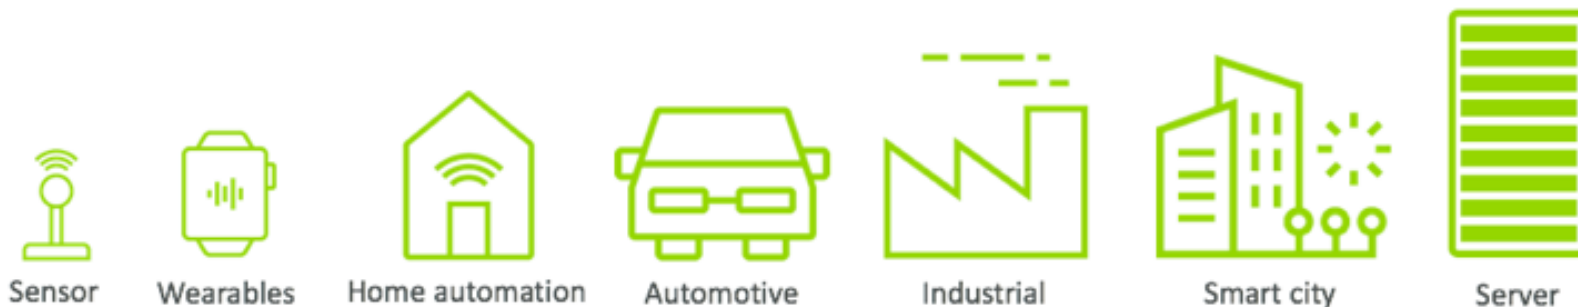 Sensor
Wearables
Home automation
Automotive
Industrial
Smart city
Server